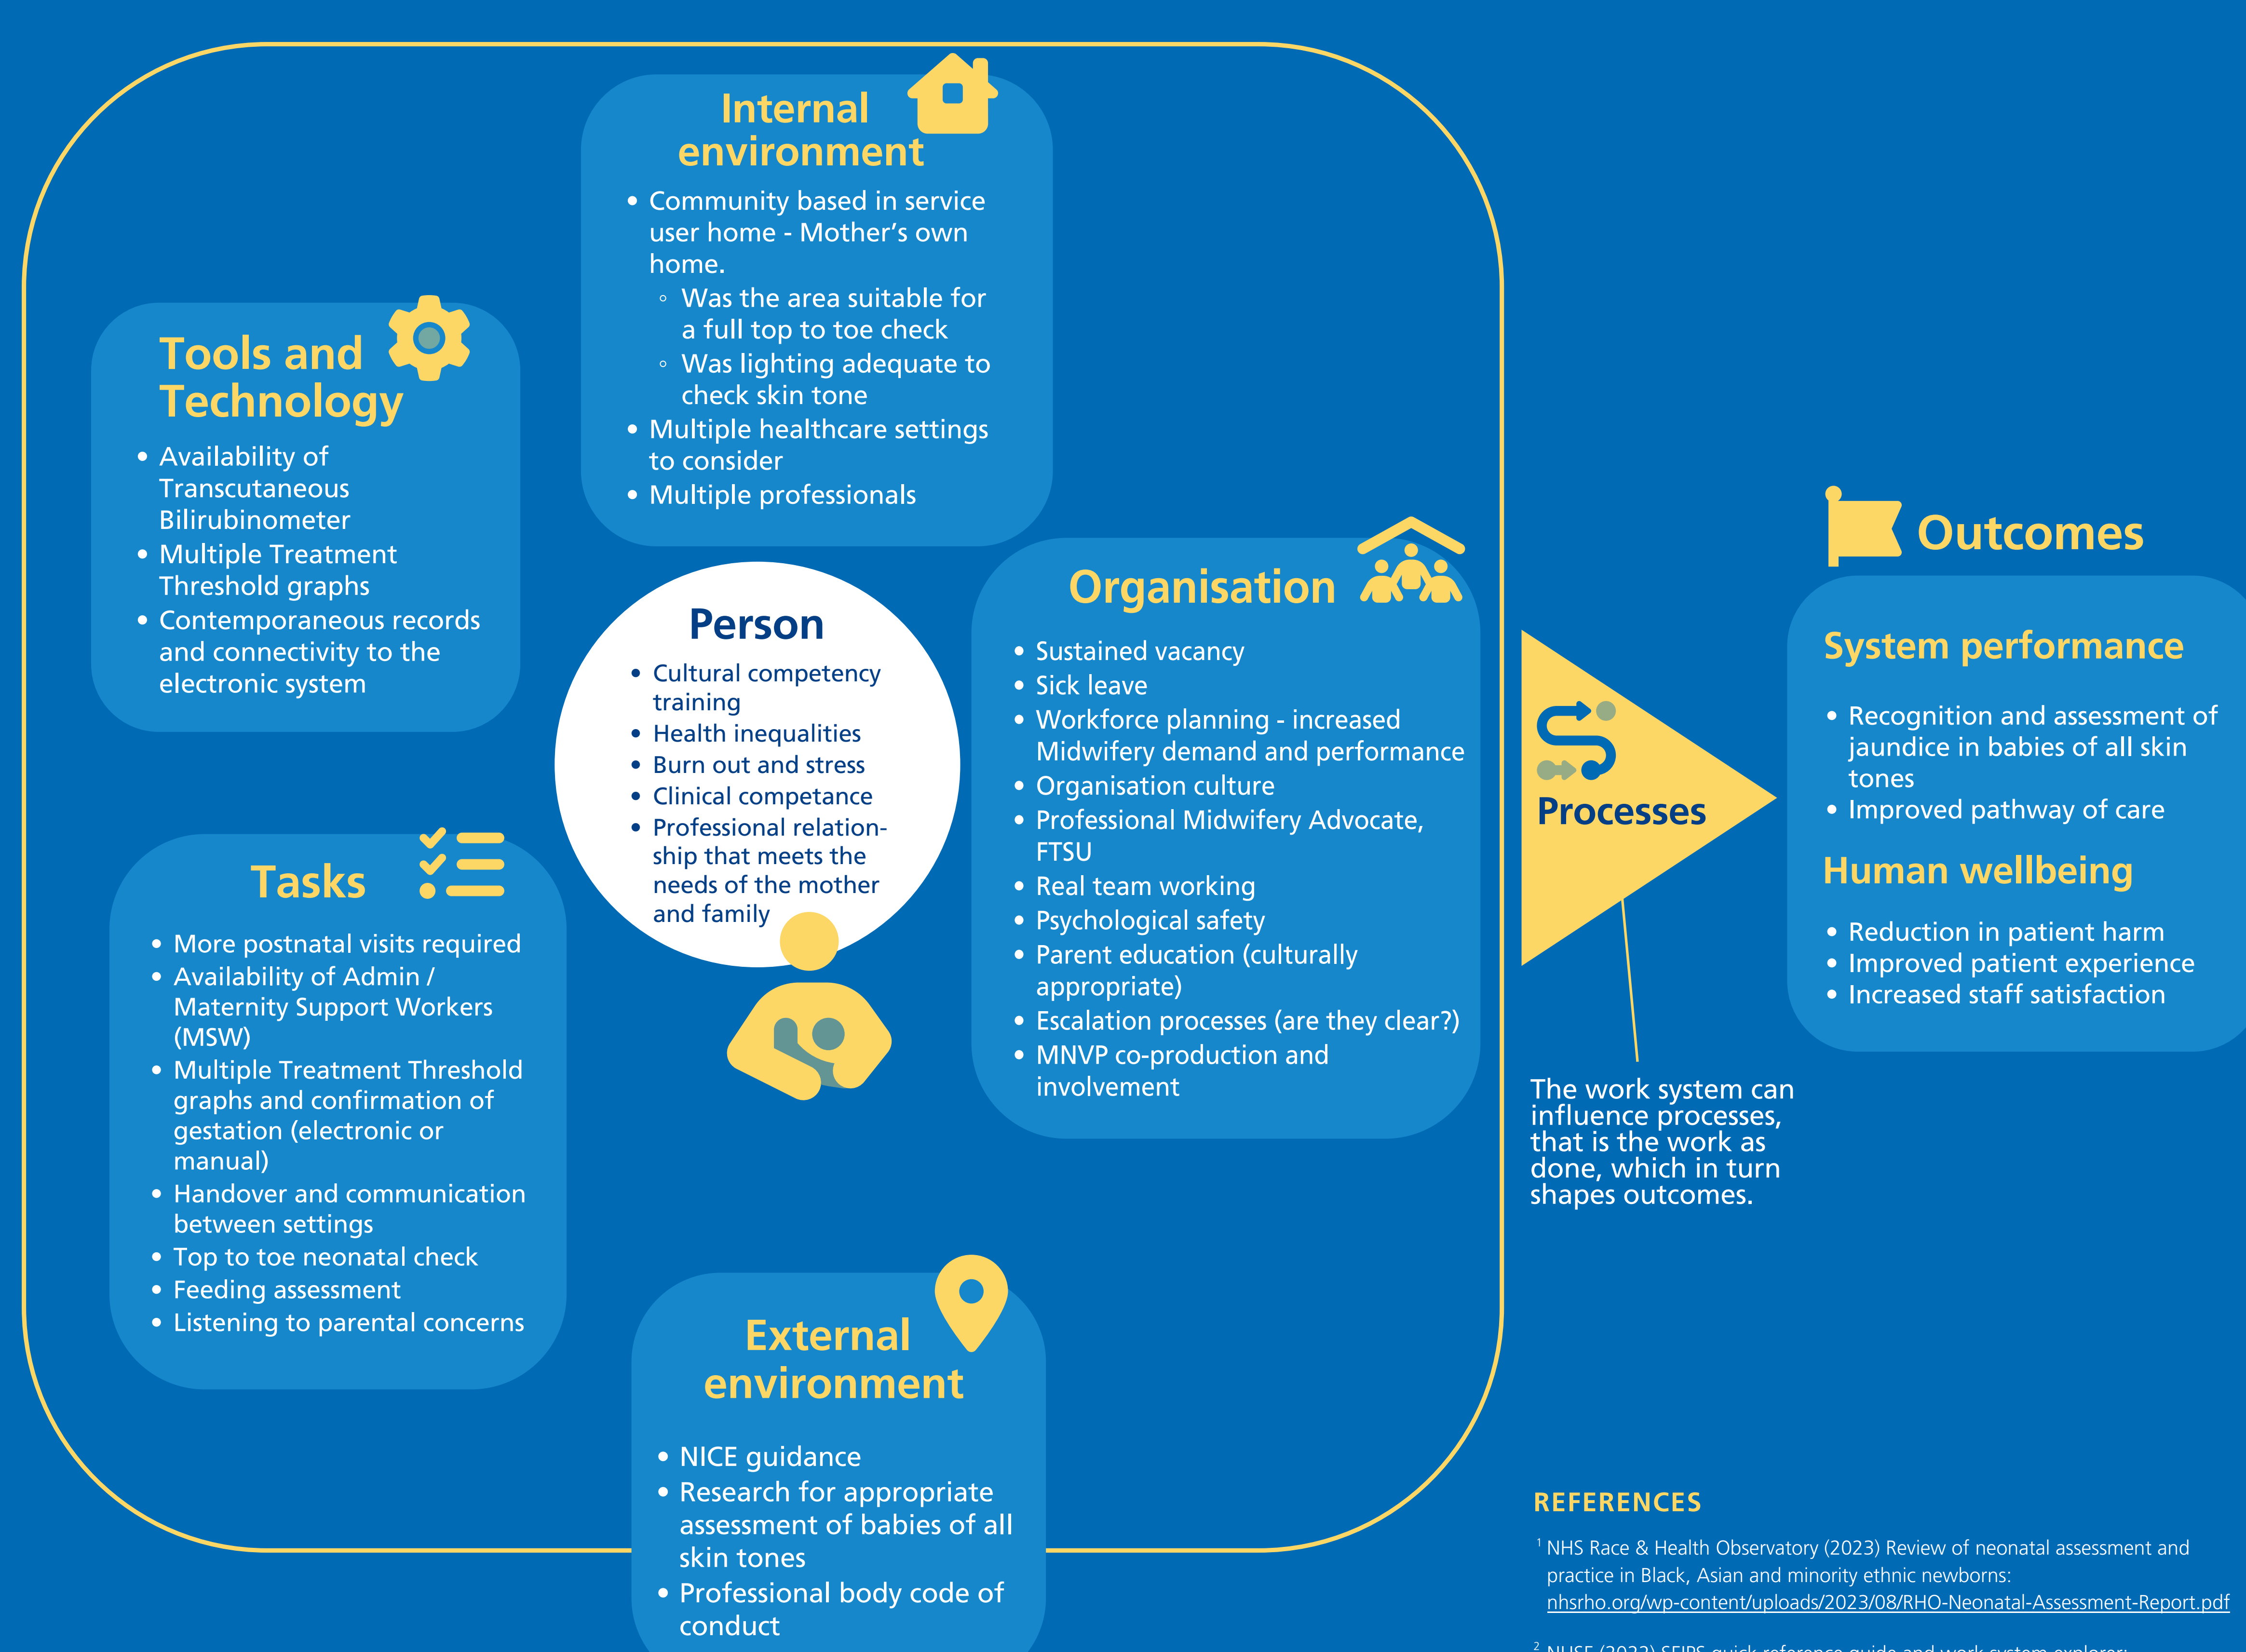 Internal
environment
• Community based in service
user home - Mother’s own
home.
◦ Was the area suitable for
a full top to toe check
◦ Was lighting adequate to
check skin tone
• Multiple healthcare settings
to consider
• Multiple professionals
Tools and
Technology
• Availability of
Transcutaneous
Bilirubinometer
• Multiple Treatment
Threshold graphs
• Contemporaneous records
and connectivity to the
electronic system
Person
• Cultural competency
training
• Health inequalities
• Burn out and stress
• Clinical competance
• Professional relation-
ship that meets the
needs of the mother
and family
Organisation
• Sustained vacancy
• Sick leave
• Workforce planning - increased
Midwifery demand and performance
• Organisation culture
• Professional Midwifery Advocate,
FTSU
• Real team working
• Psychological safety
• Parent education (culturally
appropriate)
• Escalation processes (are they clear?)
• MNVP co-production and
involvement
Tasks
• More postnatal visits required
• Availability of Admin /
Maternity Support Workers
(MSW)
• Multiple Treatment Threshold
graphs and confirmation of
gestation (electronic or
manual)
• Handover and communication
between settings
• Top to toe neonatal check
• Feeding assessment
• Listening to parental concerns
External
environment
• NICE guidance
• Research for appropriate
assessment of babies of all
skin tones
• Professional body code of
conduct
Processes
The work system can
influence processes,
that is the work as
done, which in turn
shapes outcomes.
Outcomes
System performance
• Recognition and assessment of
jaundice in babies of all skin
tones
• Improved pathway of care
Human wellbeing
• Reduction in patient harm
• Improved patient experience
• Increased staff satisfaction
REFERENCES
1 NHS Race & Health Observatory (2023) Review of neonatal assessment and
practice in Black, Asian and minority ethnic newborns:
nhsrho.org/wp-content/uploads/2023/08/RHO-Neonatal-Assessment-Report.pdf
2 NHSE (2022) SEIPS quick reference guide and work system explorer: